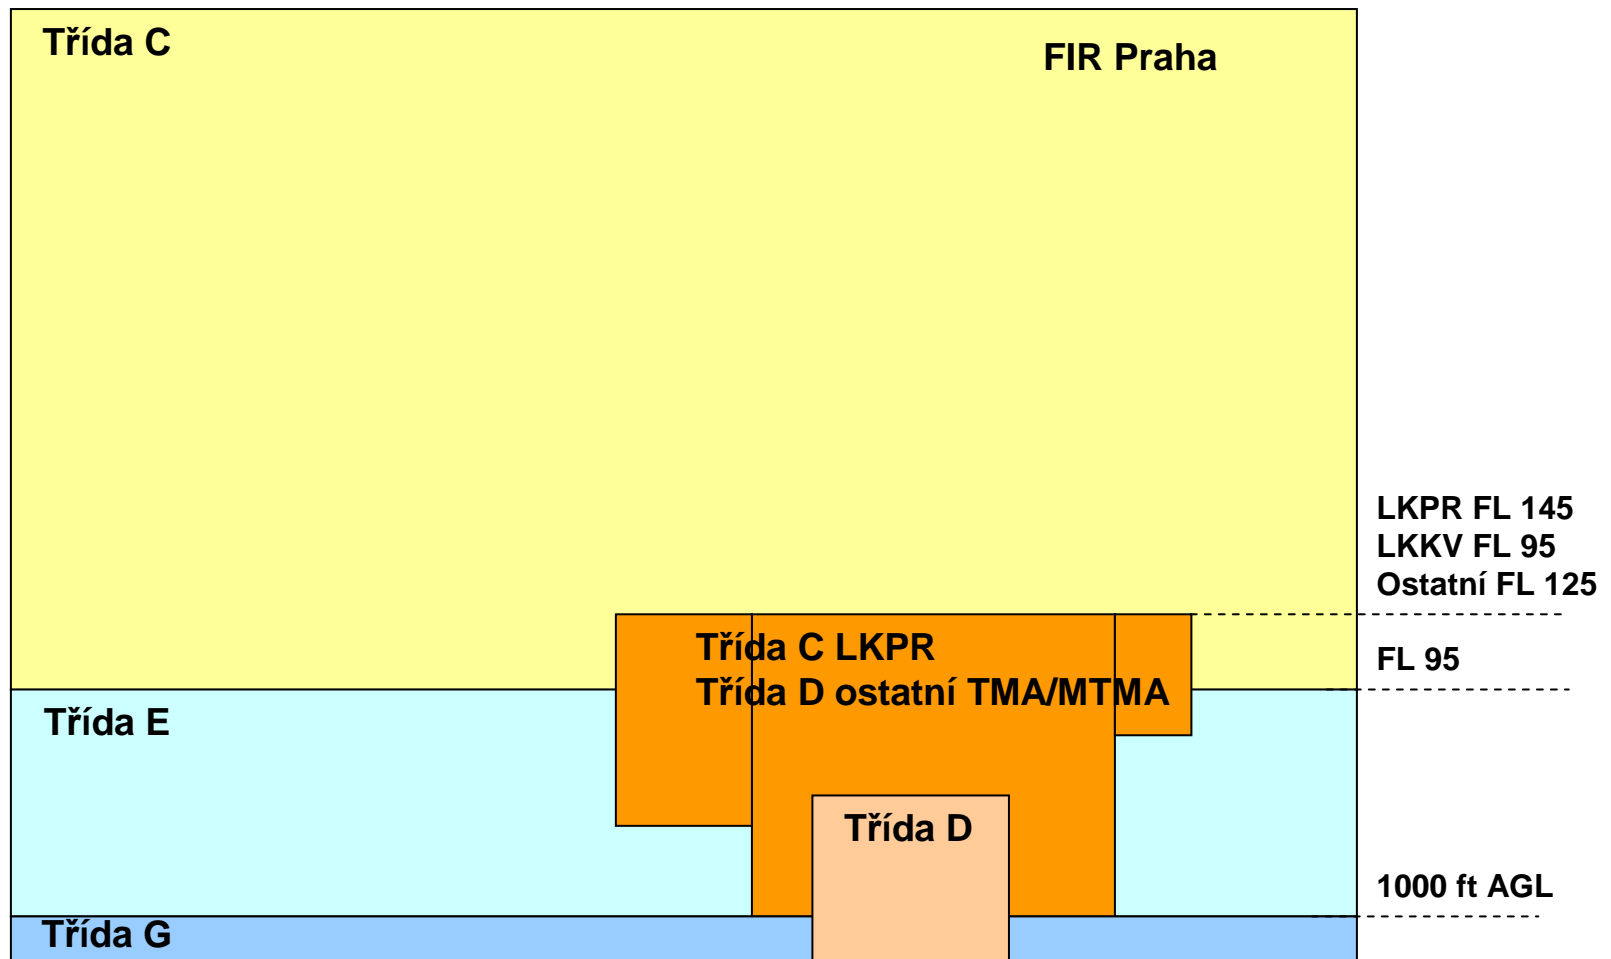 Třída C
FIR Praha
LKPR FL 145
LKKV FL 95
Ostatní FL 125
Třída C LKPR
Třída D ostatní TMA/MTMA
FL 95
Třída E
Třída D
1000 ft AGL
Třída G